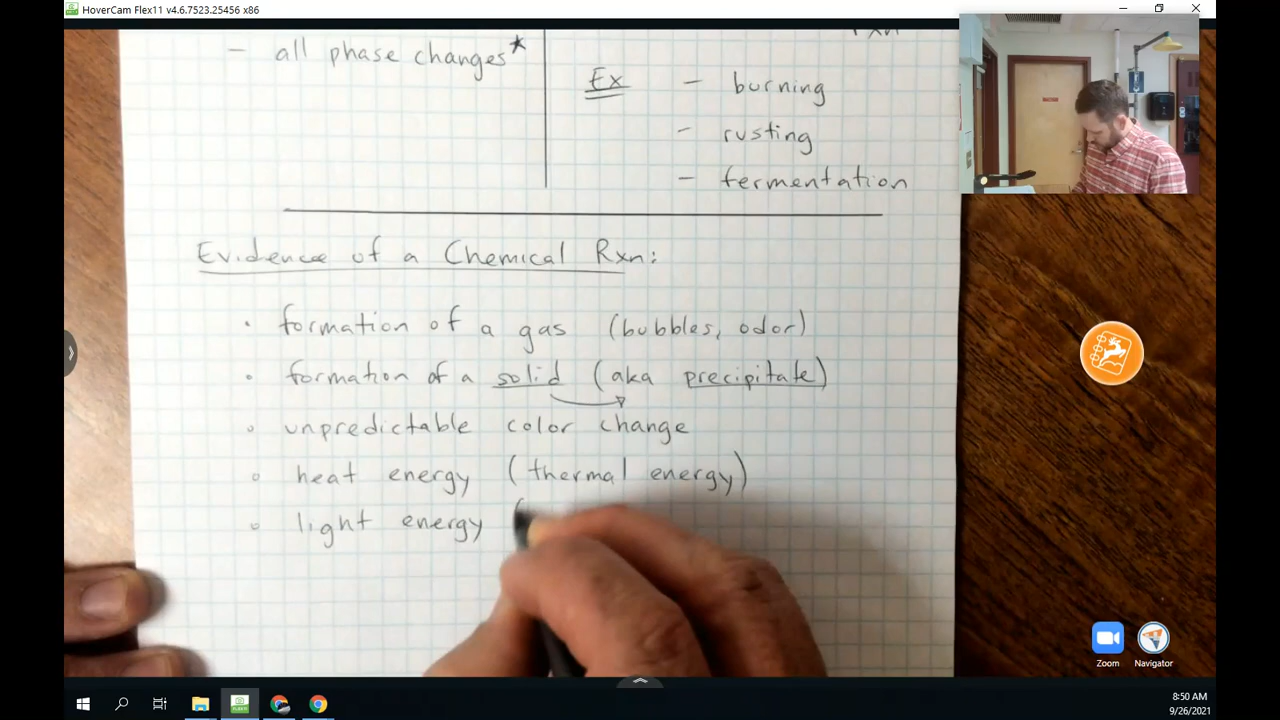 HoverCam Flex11 v4.6.7523.25456 x86
- all phase changes*
Ex - burning
- rusting
- fermentation
Evidence of a Chemical Rxn:
• formation of a gas (bubbles, odor)
• formation of a solid (aka precipitate)
• unpredictable color change
• heat energy (thermal energy)
• light energy (
Zoom
Navigator
8:50 AM
9/26/2021